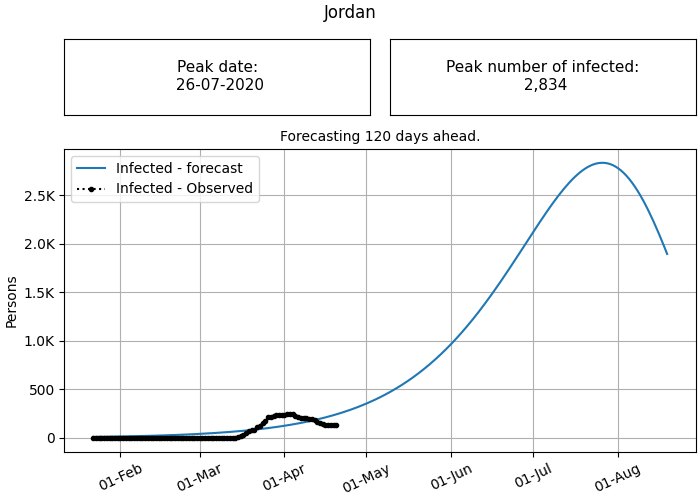 Jordan
Peak date:
26-07-2020
Peak number of infected:
2,834
Forecasting 120 days ahead.
Infected - forecast
Infected - Observed
Persons
2.5K
2.0K
1.5K
1.0K
500
0
01-Feb
01-Mar
01-Apr
01-May
01-Jun
01-Jul
01-Aug